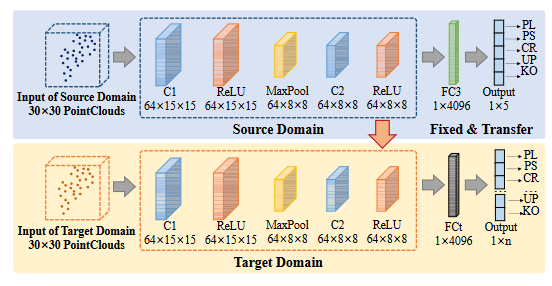 Input of Source Domain
30×30 PointClouds
C1
64×15×15
ReLU
64×15×15
MaxPool
64×8×8
C2
64×8×8
ReLU
64×8×8
FC3
1×4096
Output
1×5
PL
PS
CR
UP
KO
Source Domain
Fixed & Transfer
Input of Target Domain
30×30 PointClouds
C1
64×15×15
ReLU
64×15×15
MaxPool
64×8×8
C2
64×8×8
ReLU
64×8×8
FCt
1×4096
Output
1×n
PL
PS
CR
...
UP
KO
Target Domain